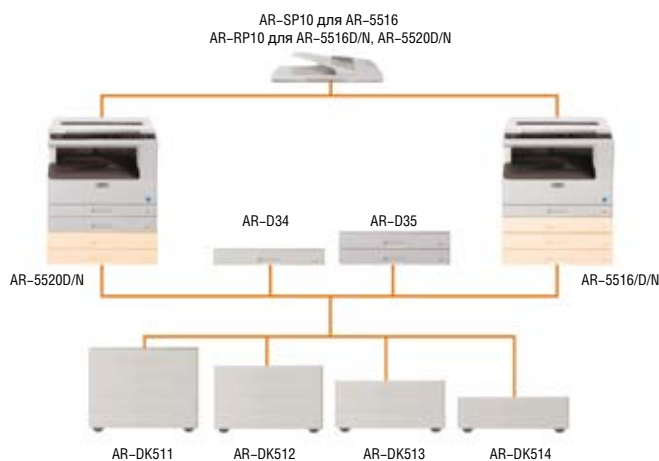 AR–SP10 для AR–5516
AR–RP10 для AR–5516D/N, AR–5520D/N
AR–D34
AR–D35
AR–5520D/N
AR–5516/D/N
AR–DK511
AR–DK512
AR–DK513
AR–DK514